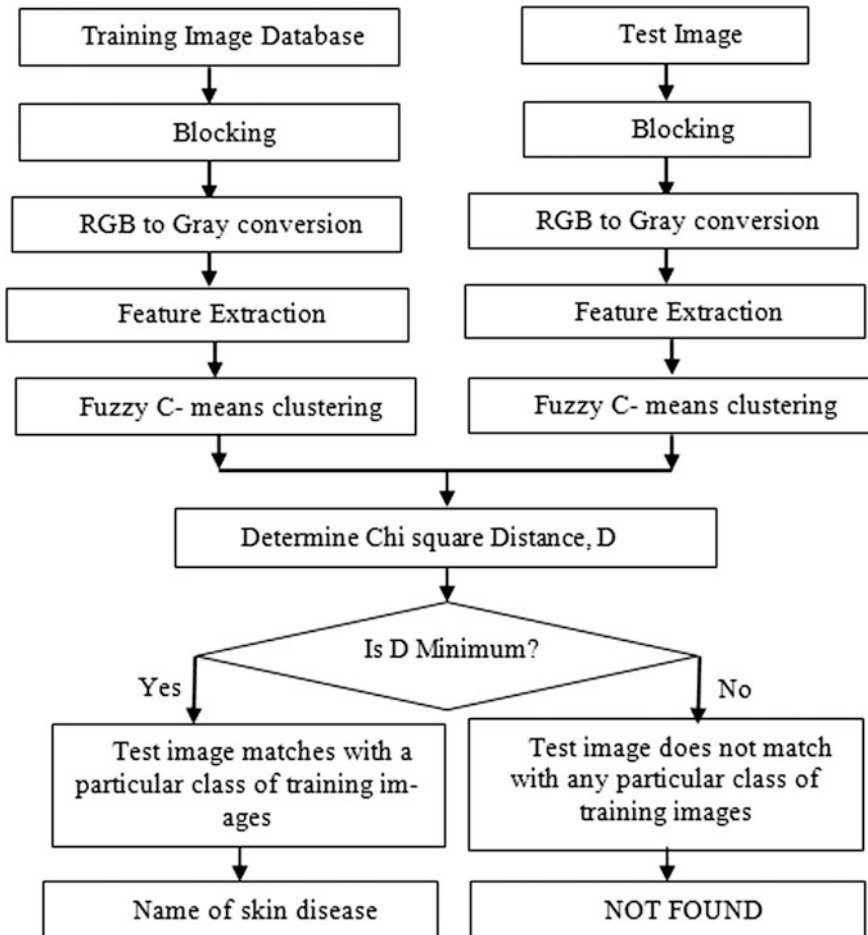 Training Image Database
Test Image
Blocking
Blocking
RGB to Gray conversion
RGB to Gray conversion
Feature Extraction
Feature Extraction
Fuzzy C- means clustering
Fuzzy C- means clustering
Determine Chi square Distance, D
Is D Minimum?
Yes
No
Test image matches with a
particular class of training im-
ages
Test image does not match
with any particular class of
training images
Name of skin disease
NOT FOUND